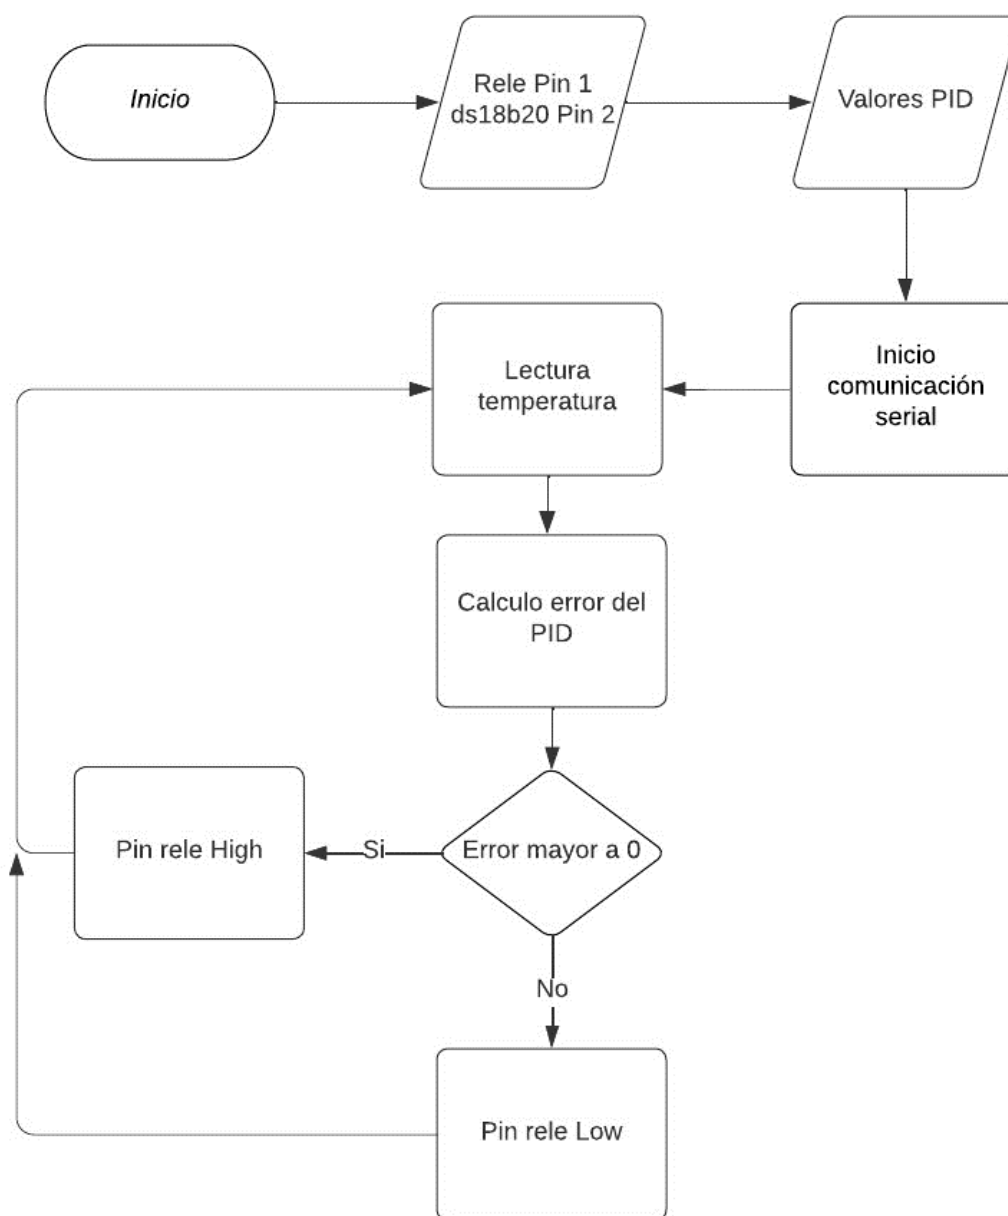 Inicio
Rele Pin 1
ds18b20 Pin 2
Valores PID
Inicio
comunicación
serial
Lectura
temperatura
Calculo error del
PID
Error mayor a 0
Si
Pin rele High
No
Pin rele Low